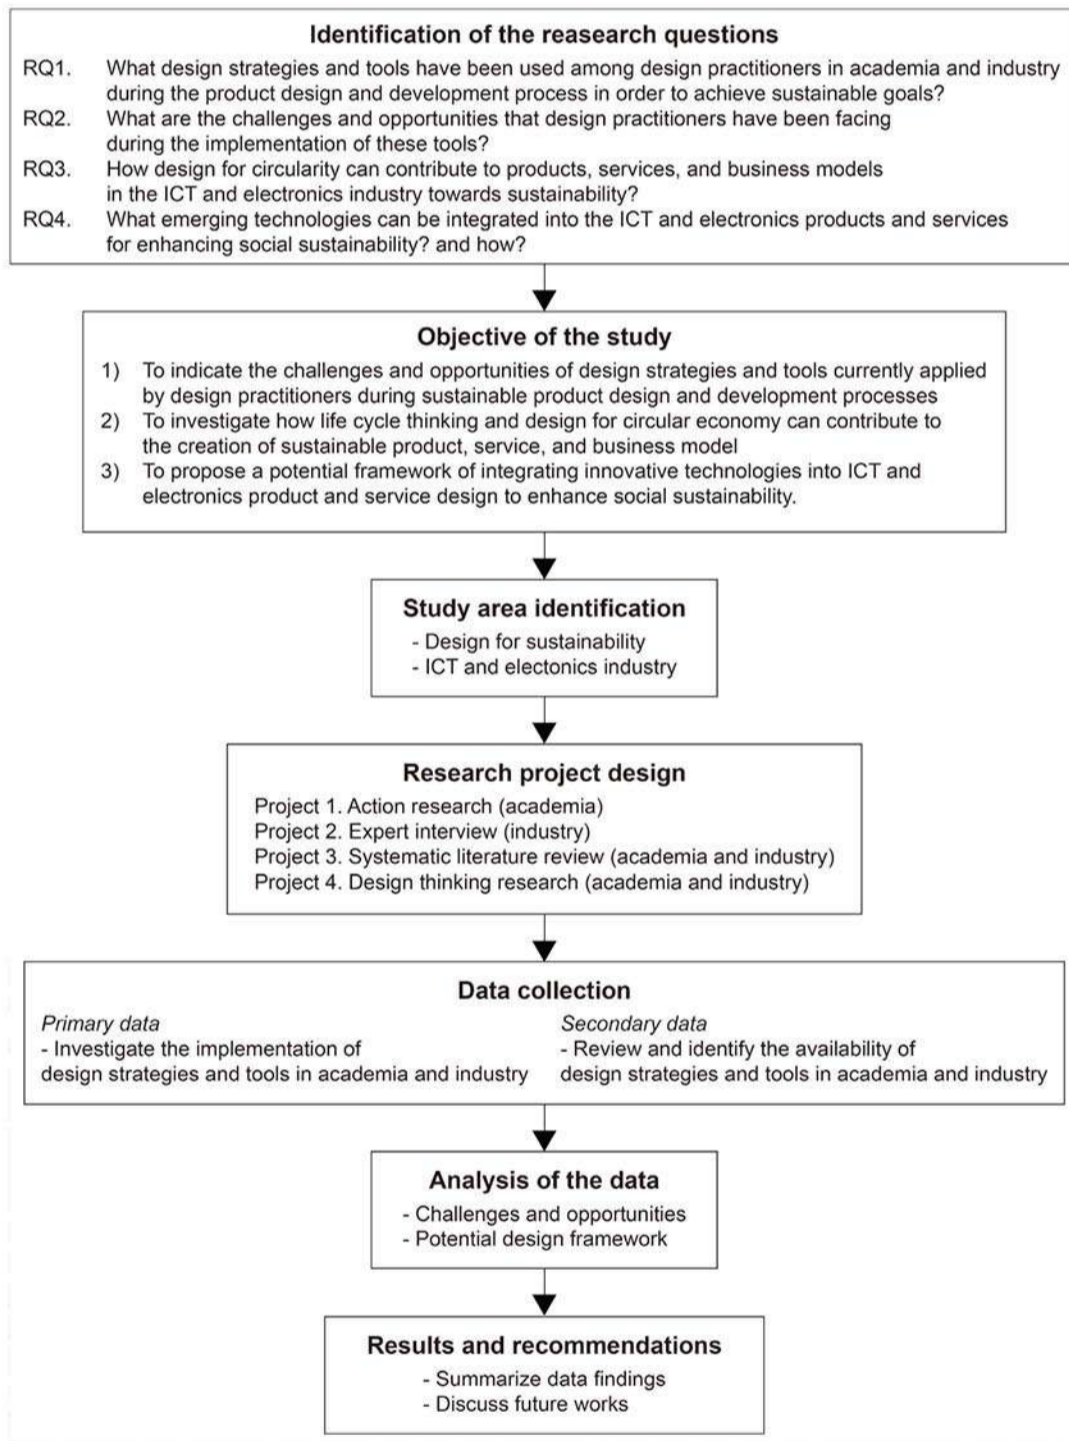 Identification of the reasearch questions
RQ1. What design strategies and tools have been used among design practitioners in academia and industry
during the product design and development process in order to achieve sustainable goals?
RQ2. What are the challenges and opportunities that design practitioners have been facing
during the implementation of these tools?
RQ3. How design for circularity can contribute to products, services, and business models
in the ICT and electronics industry towards sustainability?
RQ4. What emerging technologies can be integrated into the ICT and electronics products and services
for enhancing social sustainability? and how?
Objective of the study
1) To indicate the challenges and opportunities of design strategies and tools currently applied
by design practitioners during sustainable product design and development processes
2) To investigate how life cycle thinking and design for circular economy can contribute to
the creation of sustainable product, service, and business model
3) To propose a potential framework of integrating innovative technologies into ICT and
electronics product and service design to enhance social sustainability.
Study area identification
- Design for sustainability
- ICT and electonics industry
Research project design
Project 1. Action research (academia)
Project 2. Expert interview (industry)
Project 3. Systematic literature review (academia and industry)
Project 4. Design thinking research (academia and industry)
Data collection
Primary data
- Investigate the implementation of
design strategies and tools in academia and industry
Secondary data
- Review and identify the availability of
design strategies and tools in academia and industry
Analysis of the data
- Challenges and opportunities
- Potential design framework
Results and recommendations
- Summarize data findings
- Discuss future works